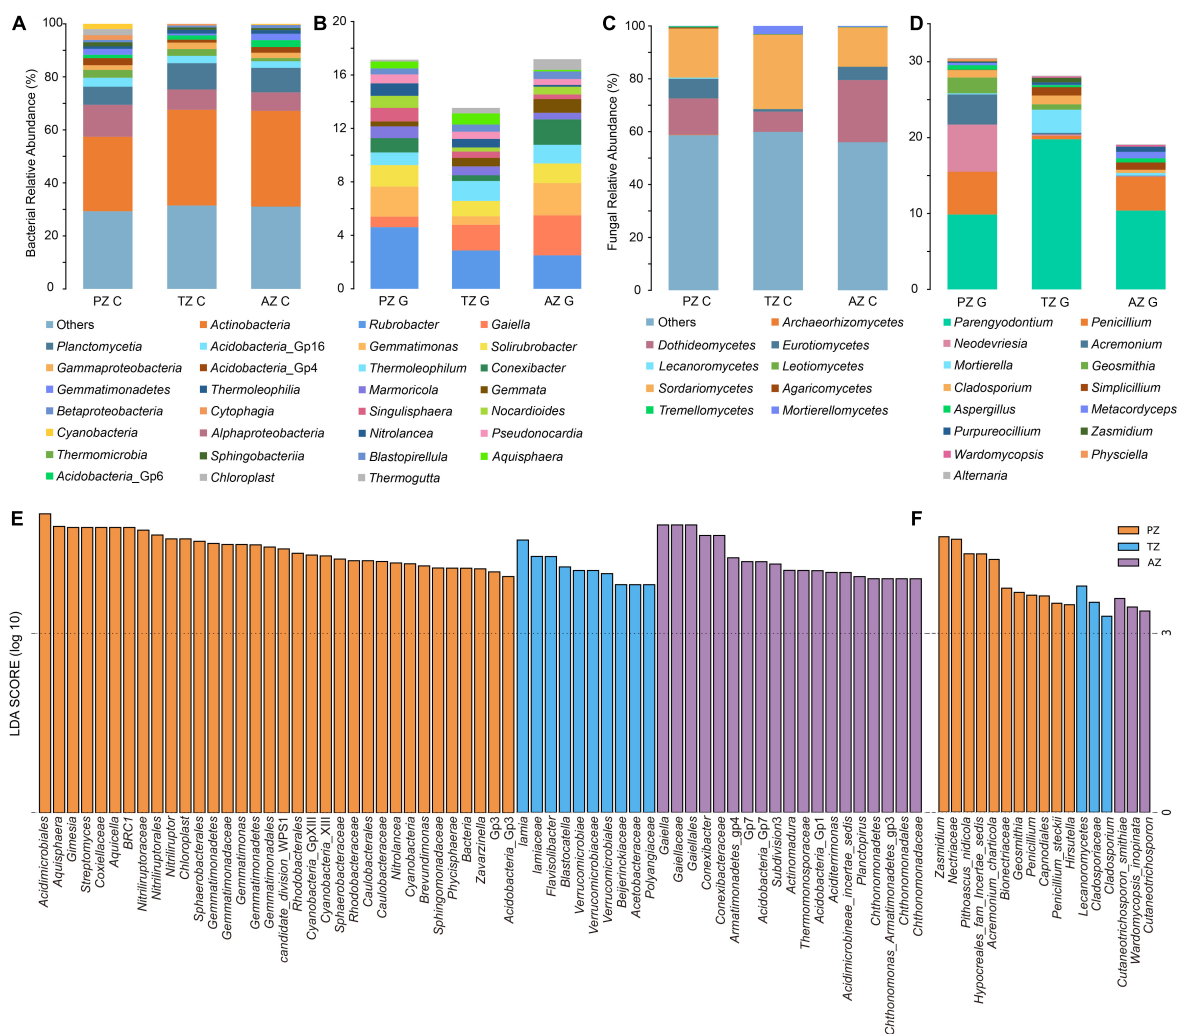 A
Bacterial Relative Abundance (%)
100
80
60
40
20
0
PZ C
TZ C
AZ C
B
20
16
12
8
4
0
PZ G
TZ G
AZ G
C
Fungal Relative Abundance (%)
100
80
60
40
20
0
PZ C
TZ C
AZ C
D
30
20
10
0
PZ G
TZ G
AZ G
Others
Actinobacteria
Planctomycetia
Acidobacteria_Gp16
Gammaproteobacteria
Acidobacteria_Gp4
Gemmatimonadetes
Thermoleophilia
Betaproteobacteria
Cytophagia
Cyanobacteria
Alphaproteobacteria
Thermomicrobia
Sphingobacteriia
Acidobacteria_Gp6
Chloroplast
Rubrobacter
Gaiella
Gemmatimonas
Solirubrobacter
Thermoleophilum
Conexibacter
Marmoricola
Gemmata
Singulisphaera
Nocardioides
Nitrolancea
Pseudonocardia
Blastopirellula
Aquisphaera
Thermogutta
Others
Archaeorhizomycetes
Dothideomycetes
Eurotiomycetes
Lecanoromycetes
Leotiomycetes
Sordariomycetes
Agaricomycetes
Tremellomycetes
Mortierellomycetes
Parengyodontium
Penicillium
Neodevriesia
Acremonium
Mortierella
Geosmithia
Cladosporium
Simplicillium
Aspergillus
Metacordyceps
Purpureocillium
Zasmidium
Wardomycopsis
Physciella
Alternaria
E
LDA SCORE (log 10)
Acidimicrobiales
Aquisphaera
Gimesia
Streptomyces
Coxiellaceae
Aquicella
BRC1
Nitriliruptoraceae
Nitriliruptorales
Nitriliruptor
Chloroplast
Sphaerobacterales
Gemmatimonadetes
Gemmatimonadaceae
Gemmatimonas
Gemmatimonadetes
Gemmatimonadales
candidate_division_WPS1
Rhodobacterales
Cyanobacteria_GpXIII
Cyanobacteria_XIII
Sphaerobacteraceae
Rhodobacteraceae
Caulobacterales
Caulobacteraceae
Nitrolancea
Cyanobacteria
Brevundimonas
Sphingomonadaceae
Phycisphaerae
Bacteria
Zavarzinella
Gp3
Acidobacteria_Gp3
Iamia
Iamiaceae
Flavisolibacter
Blastocatella
Verrucomicrobiae
Verrucomicrobiaceae
Verrucomicrobiales
Beijerinckiaceae
Acetobacteraceae
Polyangiaceae
Gaiella
Gaiellaceae
Gaiellales
Conexibacter
Conexibacteraceae
Armatimonadetes_gp4
Gp7
Acidobacteria_Gp7
Subdivision3
Actinomadura
Thermomonosporaceae
Acidobacteria_Gp1
Aciditerrimonas
Acidimicrobineae_incertae_sedis
Planctopirus
Chthonomonadetes
Chthonomonas_Armatimonadetes_gp3
Chthonomonadales
Chthonomonadaceae
F
PZ
TZ
AZ
3
0
Zasmidium
Nectriaceae
Pithoascus_nidicola
Hypocreales_fam_Incertae_sedis
Acremonium_charticola
Bionectriaceae
Geosmithia
Penicillium
Capnodiales
Penicillium_steckii
Hirsutella
Lecanoromycetes
Cladosporiaceae
Cladosporium
Cutaneotrichosporon_smithiae
Wardomycopsis_inopinata
Cutaneotrichosporon